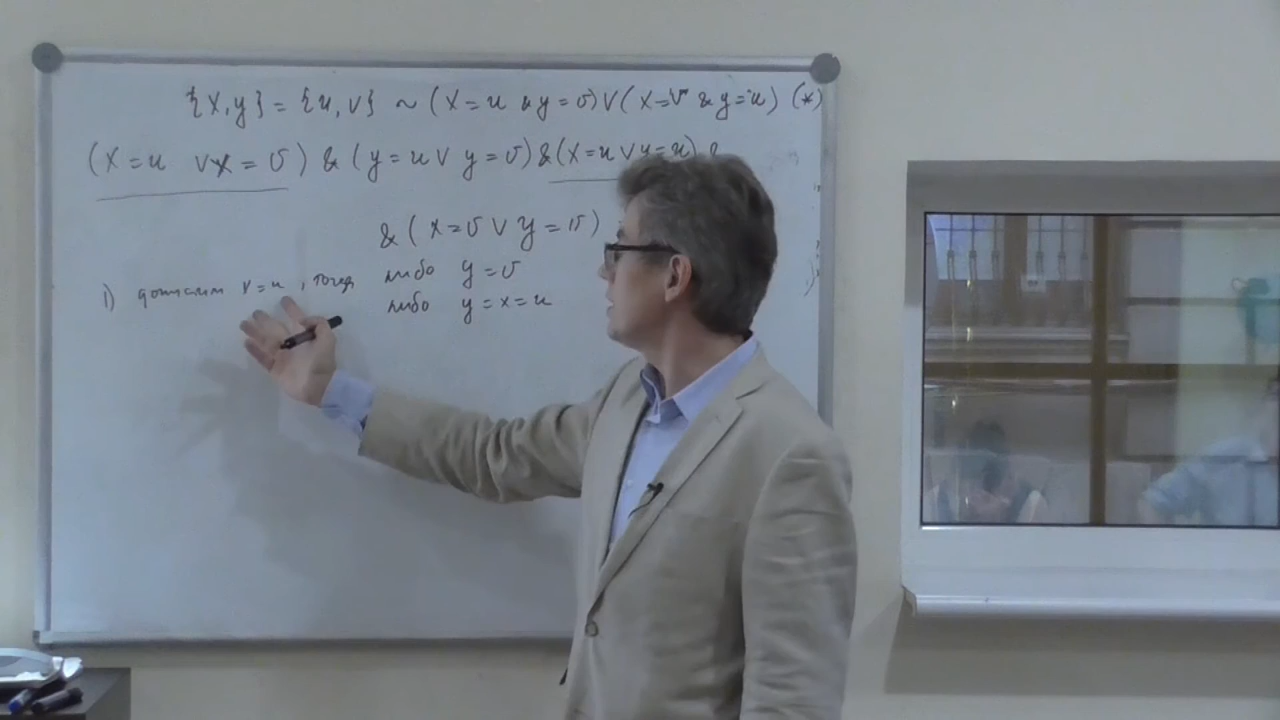 {x,y} = {u,v} ~ (x=u & y=v) ∨ (x=v & y=u) (*)
(x=u ∨ x=v) & (y=u ∨ y=v) & (x=u ∨ y=u) &
& (x=v ∨ y=v)
1) допустим x=u, тогда либо y=v
либо y=x=u